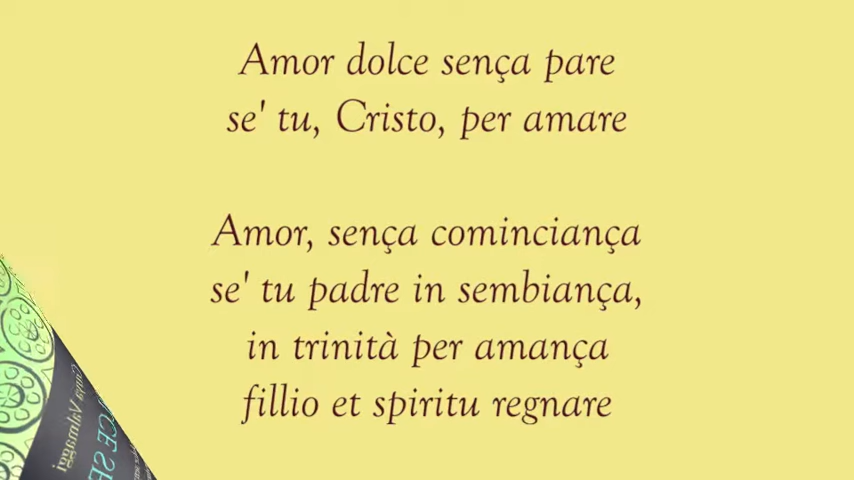 Amor dolce sença pare
se' tu, Cristo, per amare
Amor, sença comincianç̧a
se' tu padre in sembiança,
in trinità per amança
fillio et spiritu regnare